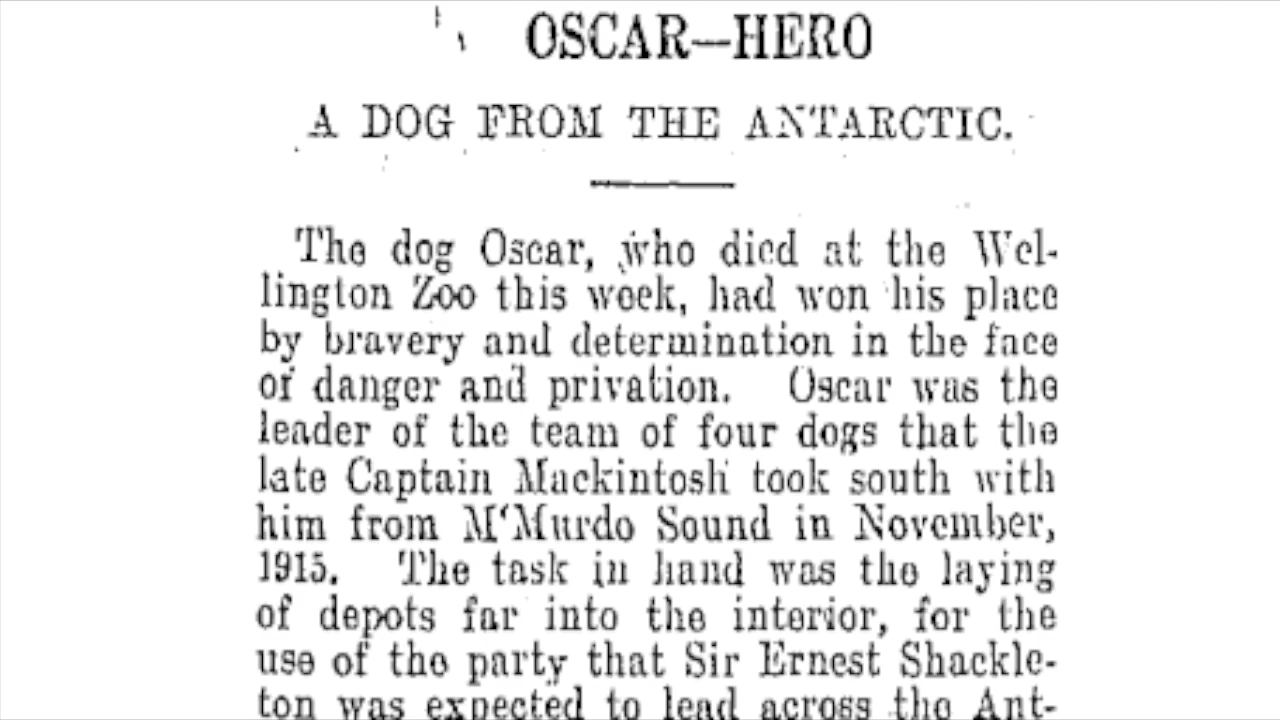 OSCAR—HERO
A DOG FROM THE ANTARCTIC.
The dog Oscar, who died at the Wel-
lington Zoo this week, had won his place
by bravery and determination in the face
of danger and privation. Oscar was the
leader of the team of four dogs that the
late Captain Mackintosh took south with
him from M‘Murdo Sound in November,
1915. The task in hand was the laying
of depots far into the interior, for the
use of the party that Sir Ernest Shackle-
ton was expected to lead across the Ant-